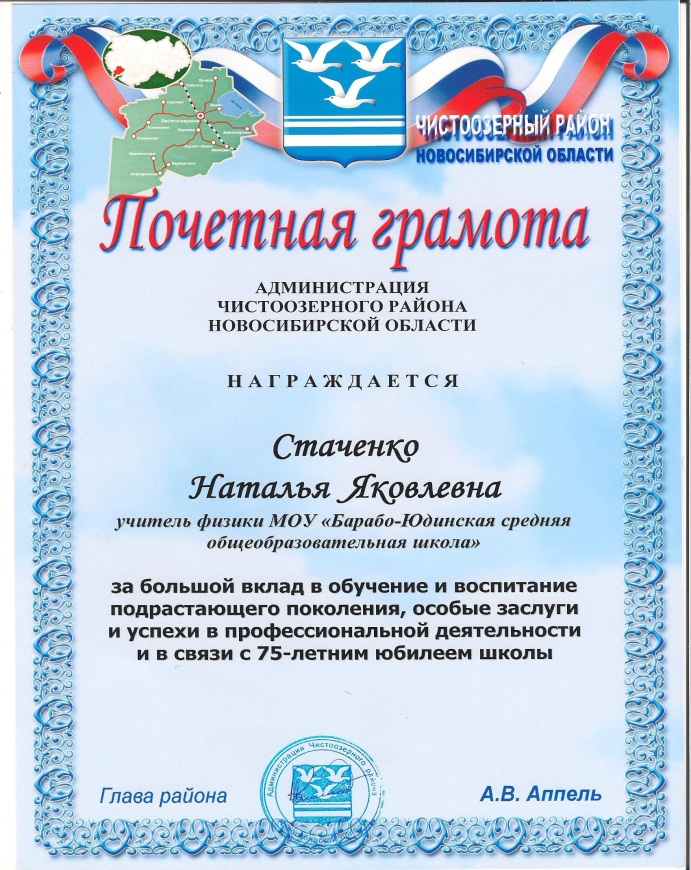 ЧИСТООЗЕРНЫЙ РАЙОН
НОВОСИБИРСКОЙ ОБЛАСТИ
Почетная грамота
АДМИНИСТРАЦИЯ
ЧИСТООЗЕРНОГО РАЙОНА
НОВОСИБИРСКОЙ ОБЛАСТИ
НАГРАЖДАЕТСЯ
Стаченко
Наталья Яковлевна
учитель физики МОУ «Барабо-Юдинская средняя
общеобразовательная школа»
за большой вклад в обучение и воспитание
подрастающего поколения, особые заслуги
и успехи в профессиональной деятельности
и в связи с 75-летним юбилеем школы
Администрация Чистоозерного района
Глава района
А.В. Аппель